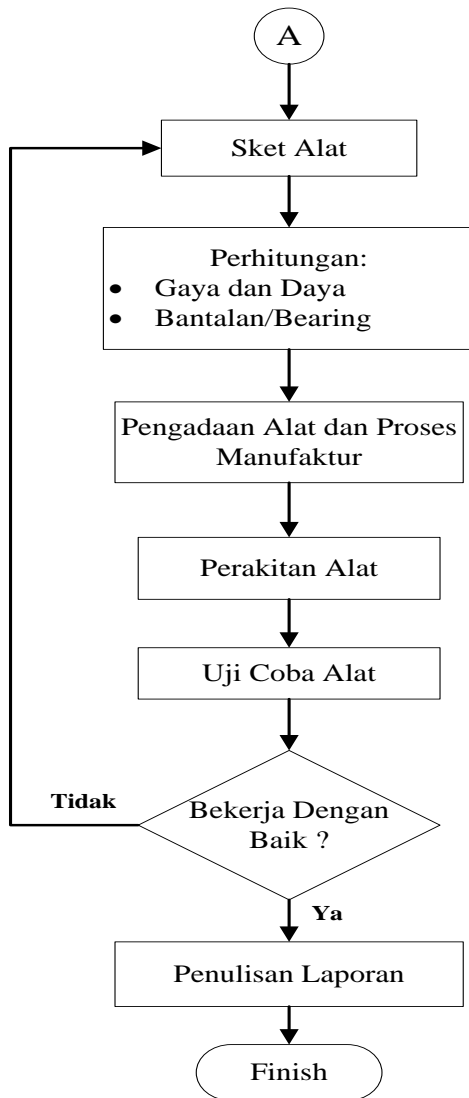 A
Sket Alat
Perhitungan:
• Gaya dan Daya
• Bantalan/Bearing
Pengadaan Alat dan Proses
Manufaktur
Perakitan Alat
Uji Coba Alat
Bekerja Dengan
Baik ?
Tidak
Ya
Penulisan Laporan
Finish